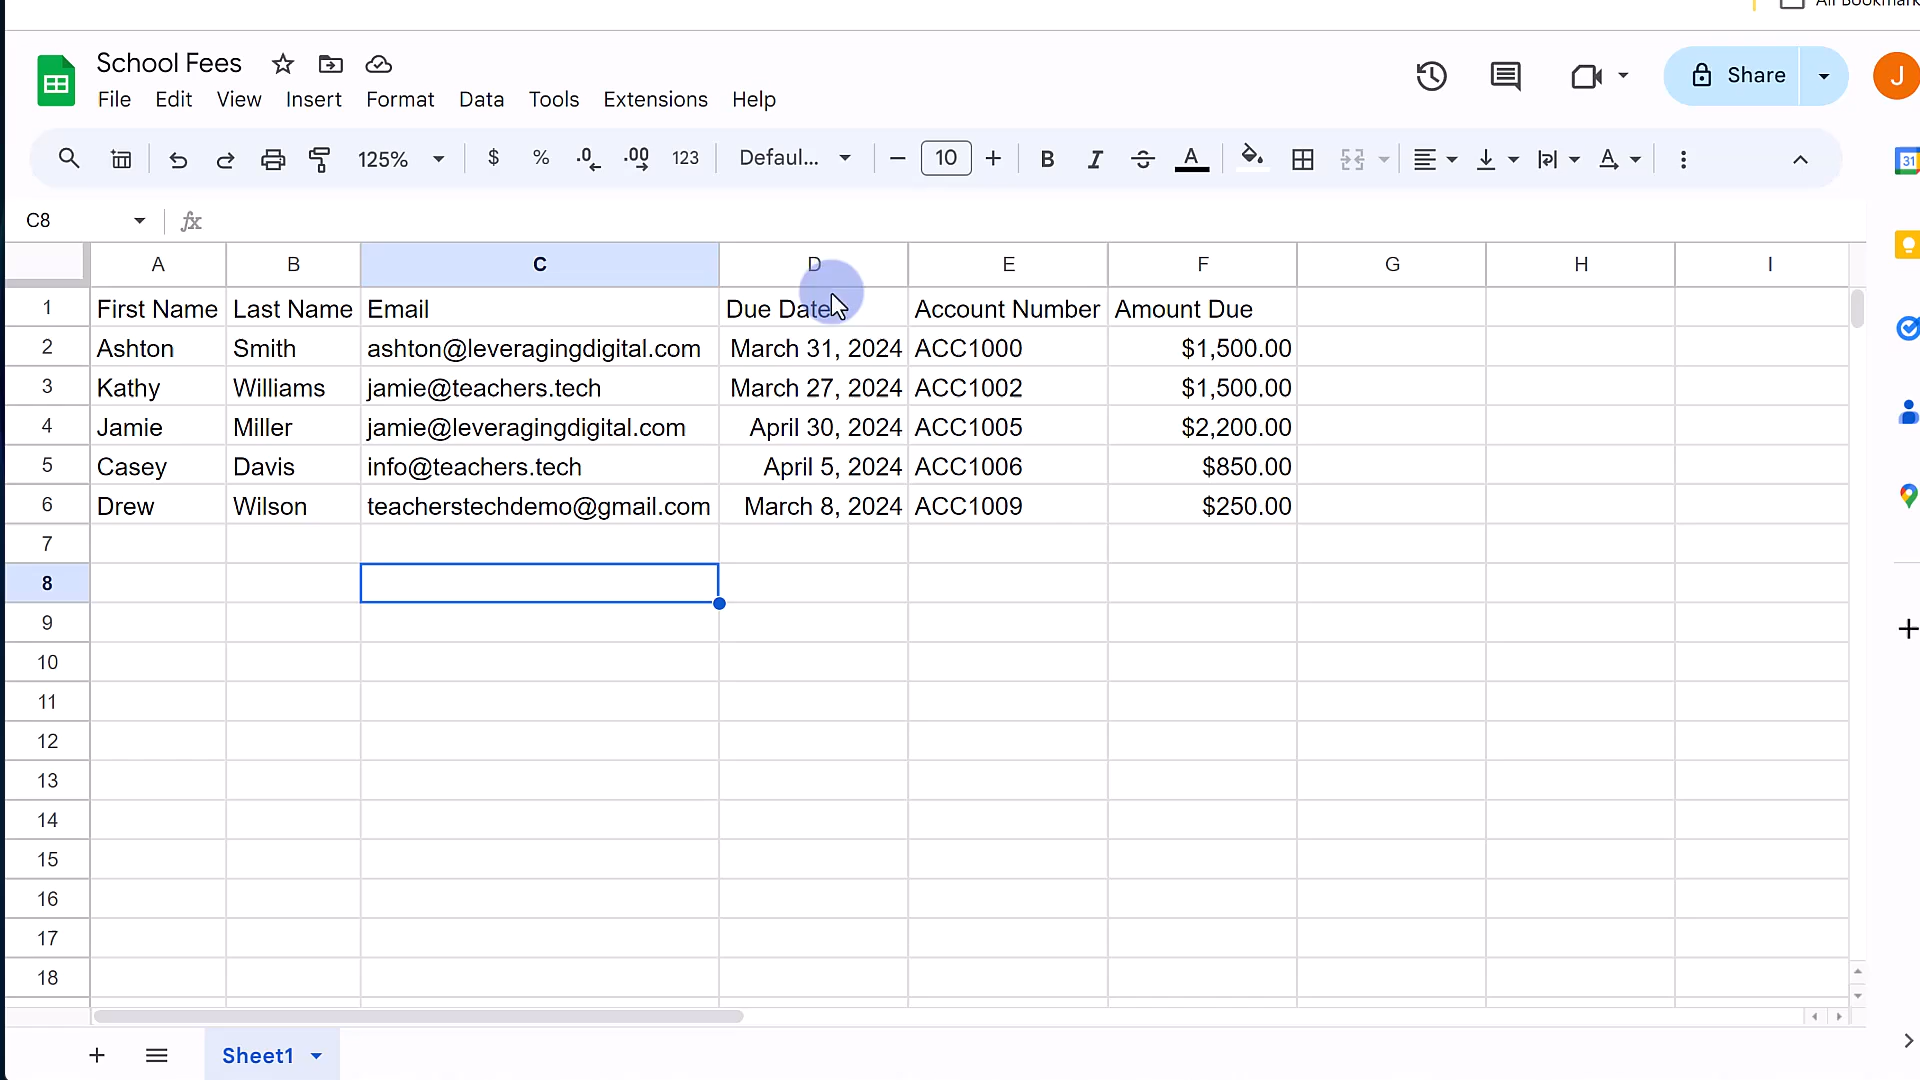 All Bookmark
School Fees
Share
J
File Edit View Insert Format Data Tools Extensions Help
125% $ % .0 .00 123 Defaul... 10 B I S A A
31
C8 fx
A B C D E F G H I
1 First Name Last Name Email Due Date Account Number Amount Due
2 Ashton Smith ashton@leveragingdigital.com March 31, 2024 ACC1000 $1,500.00
3 Kathy Williams jamie@teachers.tech March 27, 2024 ACC1002 $1,500.00
4 Jamie Miller jamie@leveragingdigital.com April 30, 2024 ACC1005 $2,200.00
5 Casey Davis info@teachers.tech April 5, 2024 ACC1006 $850.00
6 Drew Wilson teacherstechdemo@gmail.com March 8, 2024 ACC1009 $250.00
7
8
9
10
11
12
13
14
15
16
17
18
Sheet1